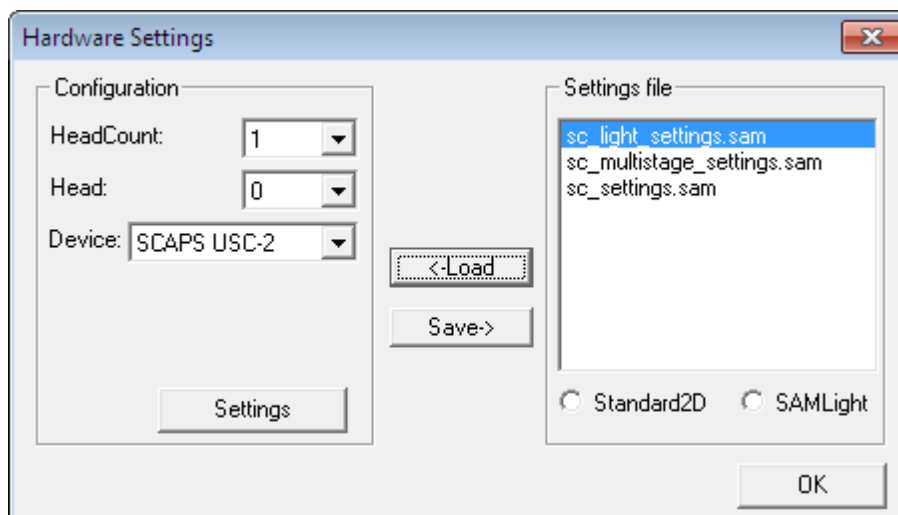 Hardware Settings
Configuration
HeadCount: 1
Head: 0
Device: SCAPS USC-2
Settings
<-Load
Save->
Settings file
sc_light_settings.sam
sc_multistage_settings.sam
sc_settings.sam
Standard2D SAMLight
OK